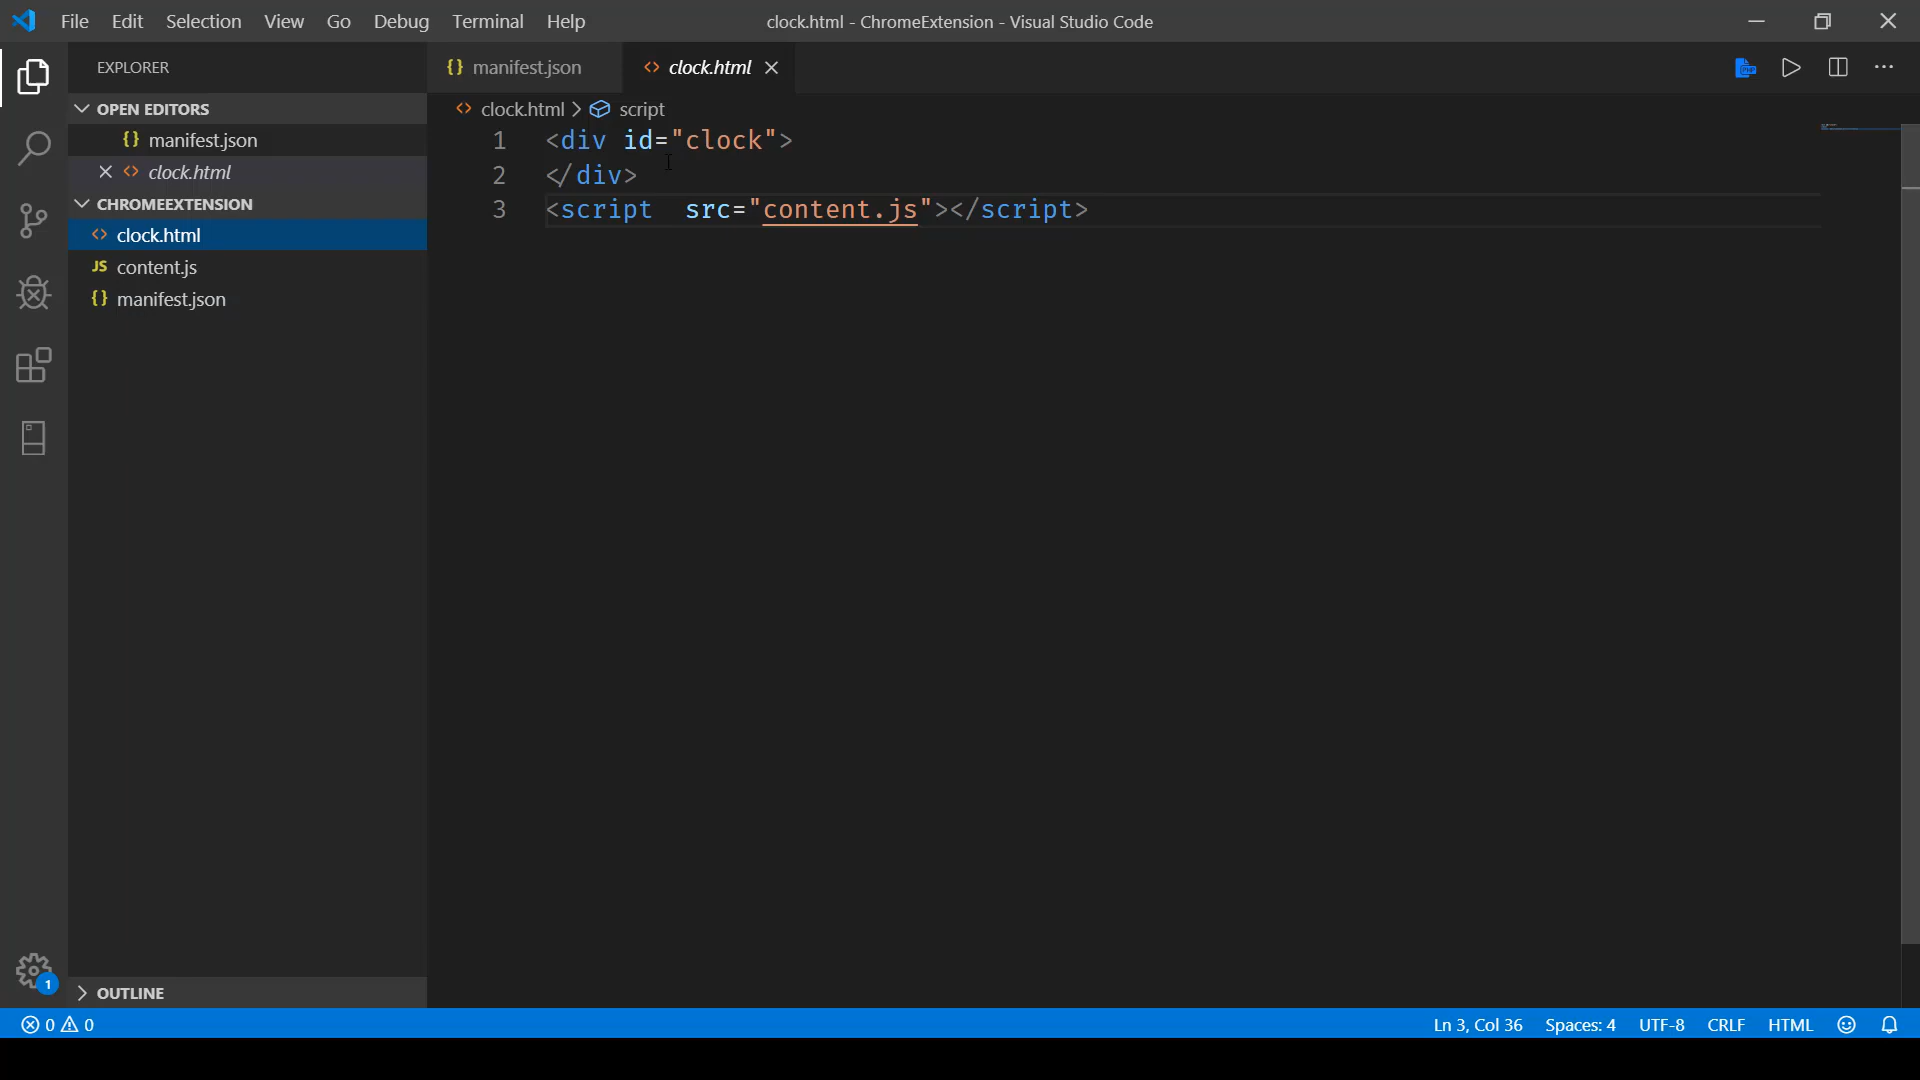 File Edit Selection View Go Debug Terminal Help clock.html - ChromeExtension - Visual Studio Code
EXPLORER
OPEN EDITORS
{} manifest.json
clock.html
CHROMEEXTENSION
<> clock.html
JS content.js
{} manifest.json
OUTLINE
{} manifest.json <> clock.html
<> clock.html > script
1 <div id="clock">
2 </div>
3 <script  src="content.js"></script>
PHP
1
0 0 Ln 3, Col 36 Spaces: 4 UTF-8 CRLF HTML